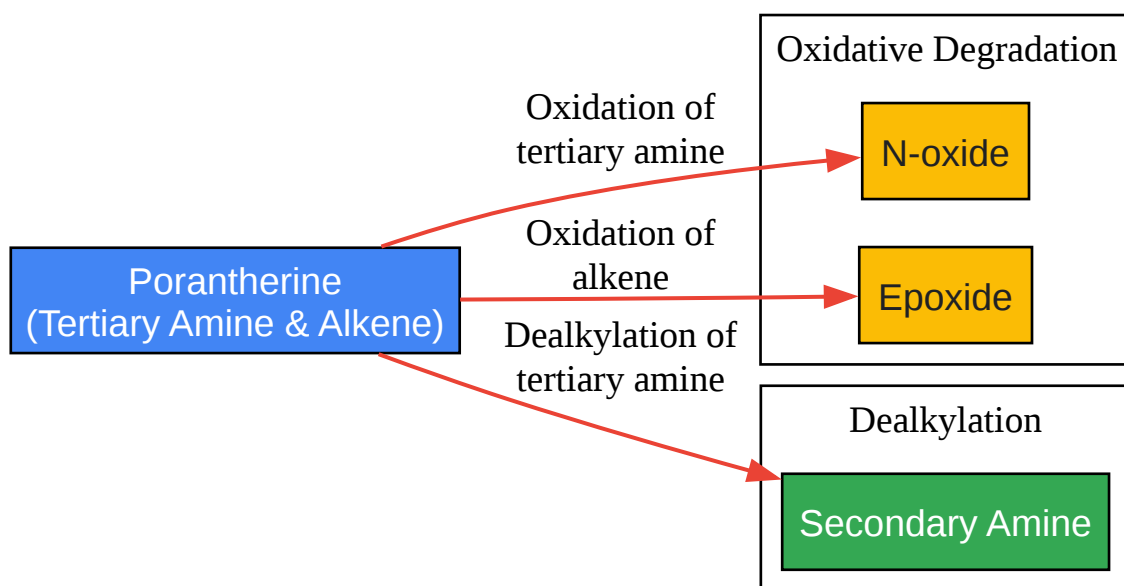 Oxidative Degradation
Oxidation of
tertiary amine
N-oxide
Oxidation of
alkene
Porantherine
(Tertiary Amine & Alkene)
Epoxide
Dealkylation of
tertiary amine
Dealkylation
Secondary Amine